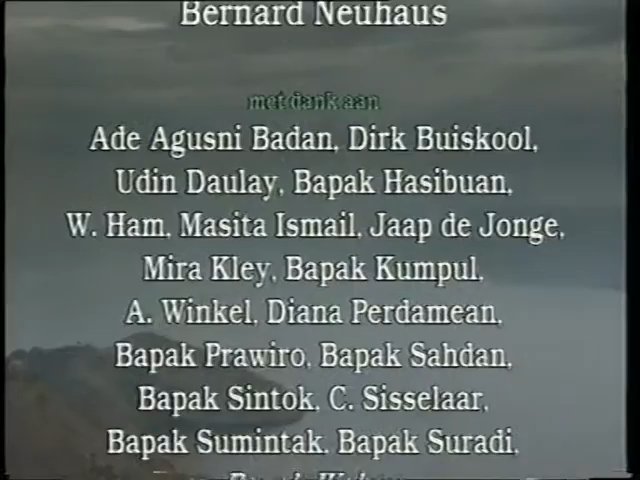 Bernard Neuhaus
met dank aan
Ade Agusni Badan, Dirk Buiskool,
Udin Daulay, Bapak Hasibuan,
W. Ham, Masita Ismail, Jaap de Jonge,
Mira Kley, Bapak Kumpul,
A. Winkel, Diana Perdamean,
Bapak Prawiro, Bapak Sahdan,
Bapak Sintok, C. Sisselaar,
Bapak Sumintak, Bapak Suradi,